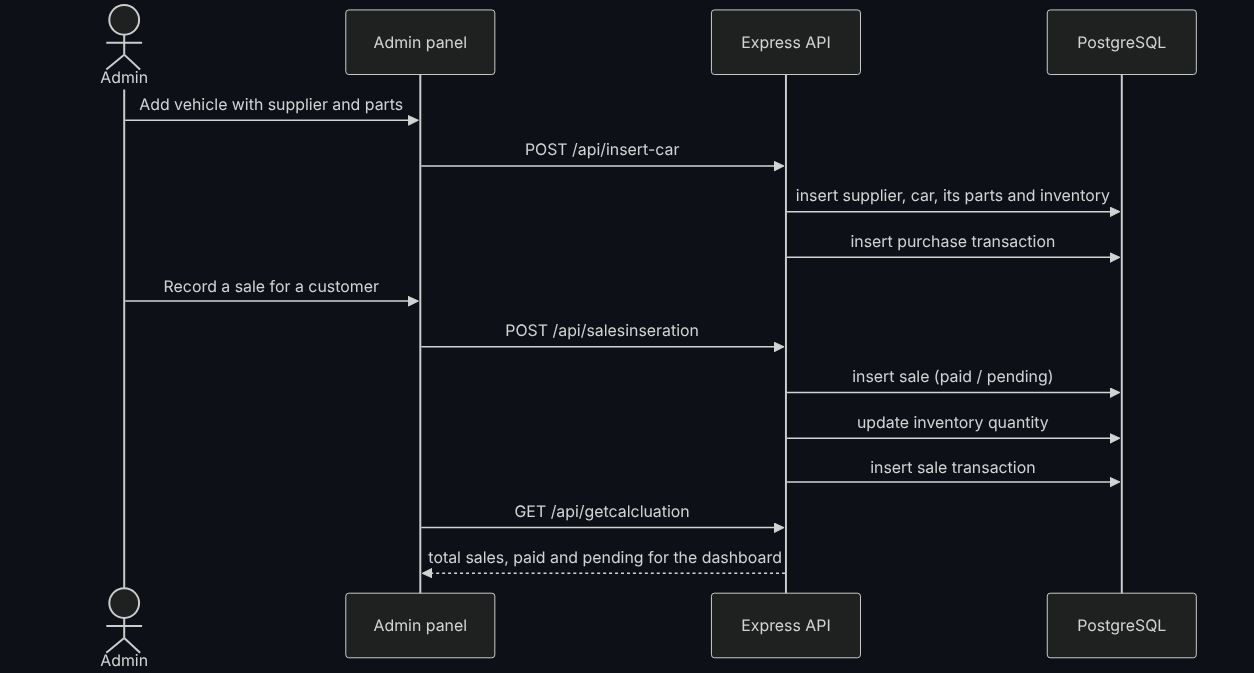 Admin
Admin panel
Express API
PostgreSQL
Add vehicle with supplier and parts
POST /api/insert-car
insert supplier, car, its parts and inventory
insert purchase transaction
Record a sale for a customer
POST /api/salesinseration
insert sale (paid / pending)
update inventory quantity
insert sale transaction
GET /api/getcalcluation
total sales, paid and pending for the dashboard
Admin
Admin panel
Express API
PostgreSQL